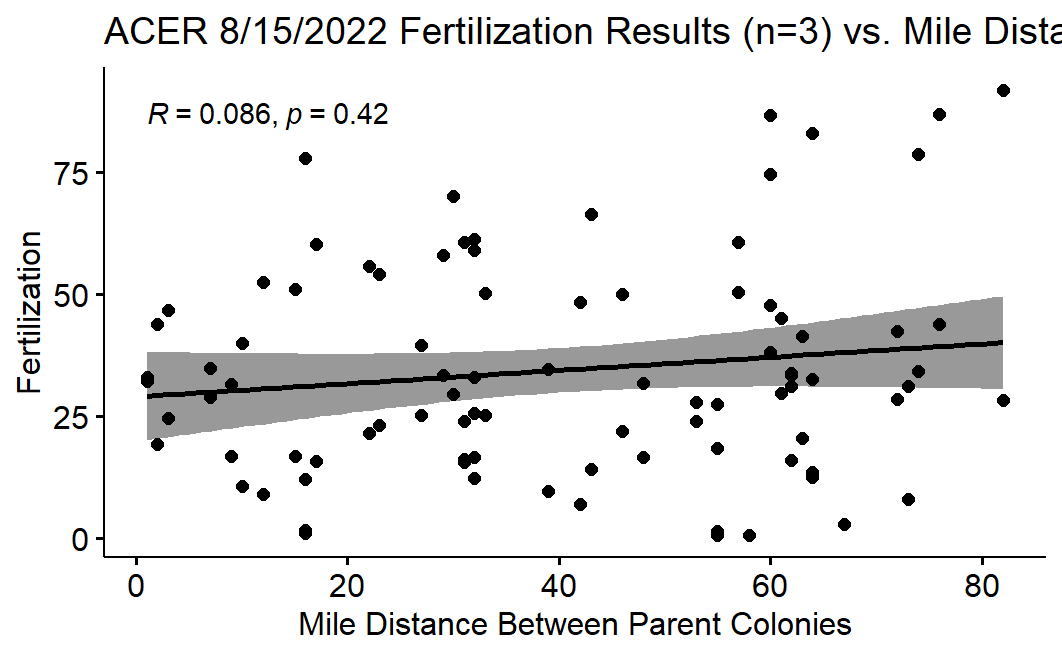 ACER 8/15/2022 Fertilization Results (n=3) vs. Mile Dista
R = 0.086, p = 0.42
75
50
25
0
Fertilization
0 20 40 60 80
Mile Distance Between Parent Colonies